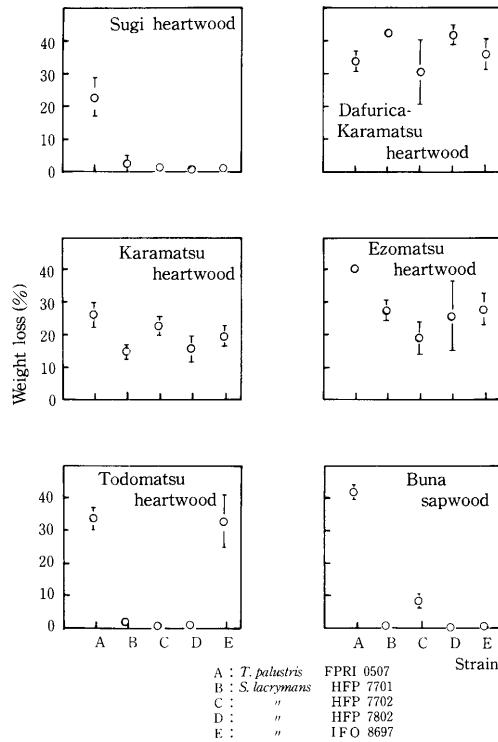 Sugi heartwood
40
30
20
10
0
Dafurica-
Karamatsu
heartwood
Karamatsu
heartwood
40
30
20
10
0
Ezomatsu
heartwood
Weight loss (%)
Todomatsu
heartwood
40
30
20
10
0
Buna
sapwood
A B C D E
A B C D E
Strain
A : T. palustris FPRI 0507
B : S. lacrymans HFP 7701
C : 〃 HFP 7702
D : 〃 HFP 7802
E : 〃 IFO 8697